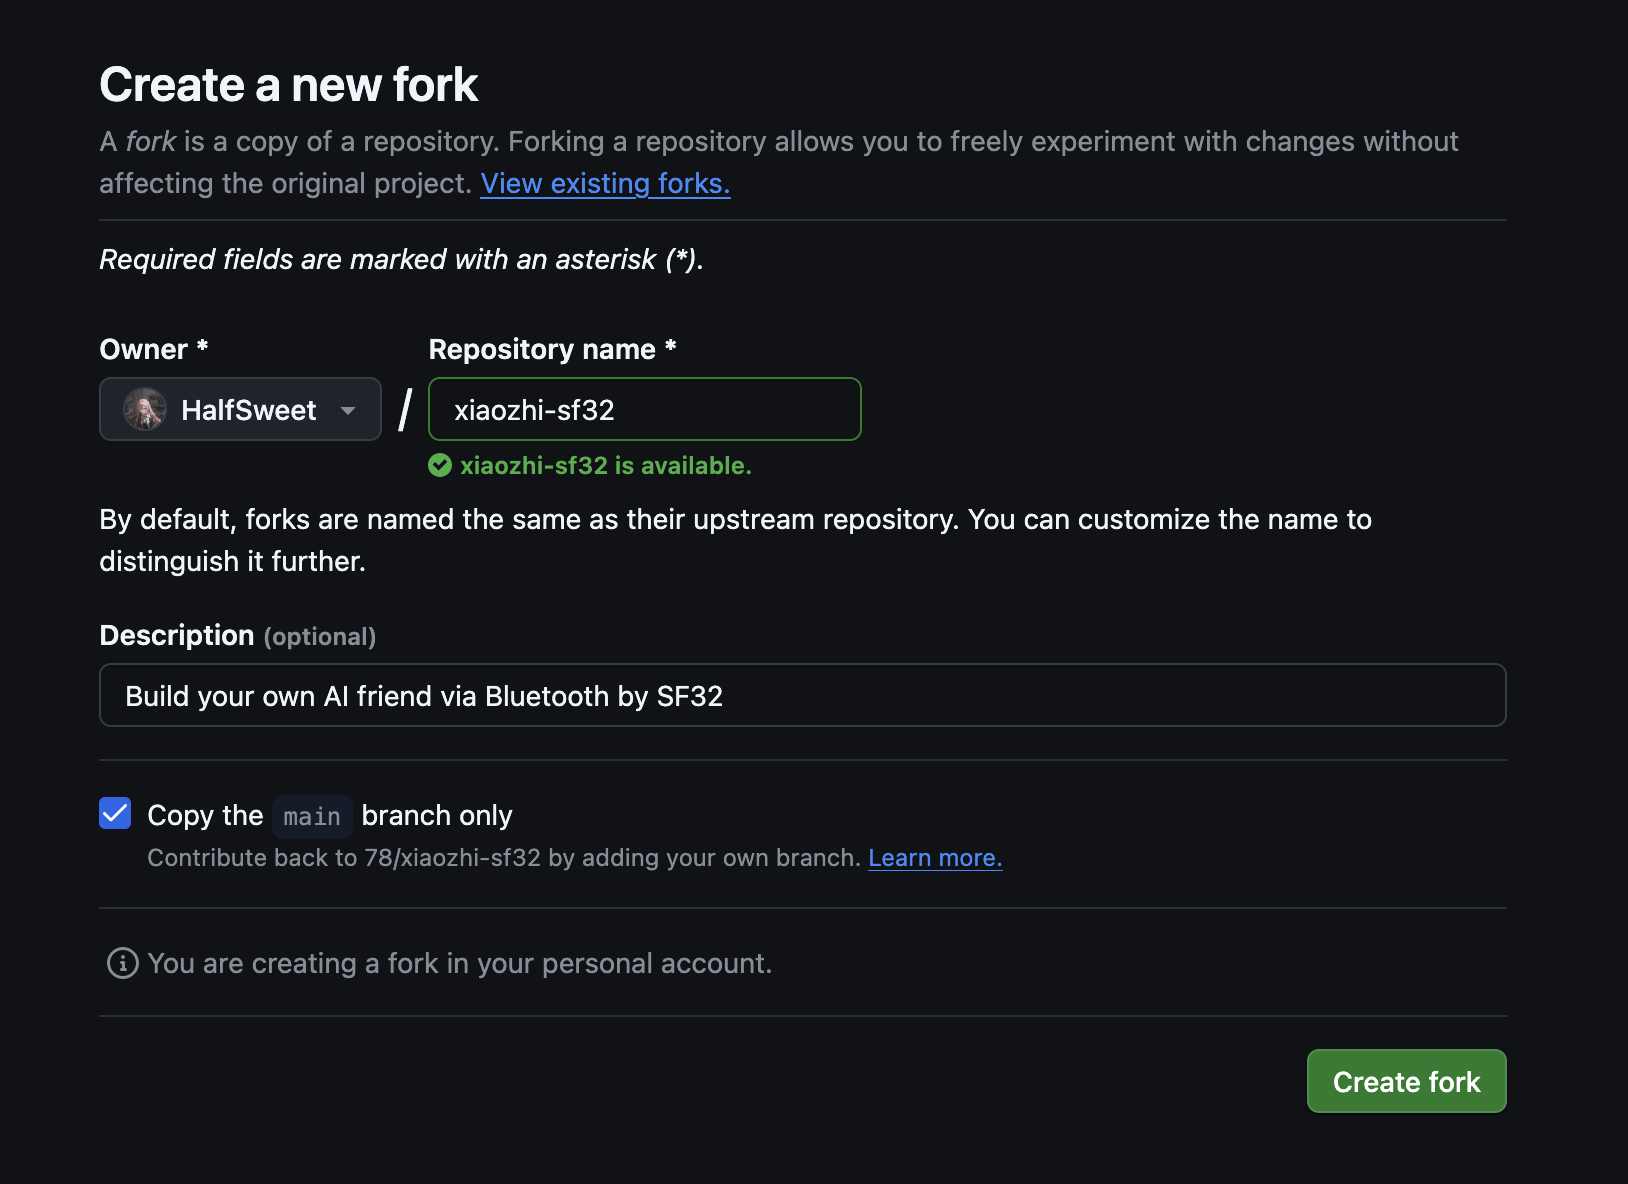 Create a new fork
A fork is a copy of a repository. Forking a repository allows you to freely experiment with changes without
affecting the original project. View existing forks.
Required fields are marked with an asterisk (*).
Owner * Repository name *
HalfSweet / xiaozhi-sf32
xiaozhi-sf32 is available.
By default, forks are named the same as their upstream repository. You can customize the name to
distinguish it further.
Description (optional)
Build your own AI friend via Bluetooth by SF32
Copy the main branch only
Contribute back to 78/xiaozhi-sf32 by adding your own branch. Learn more.
You are creating a fork in your personal account.
Create fork